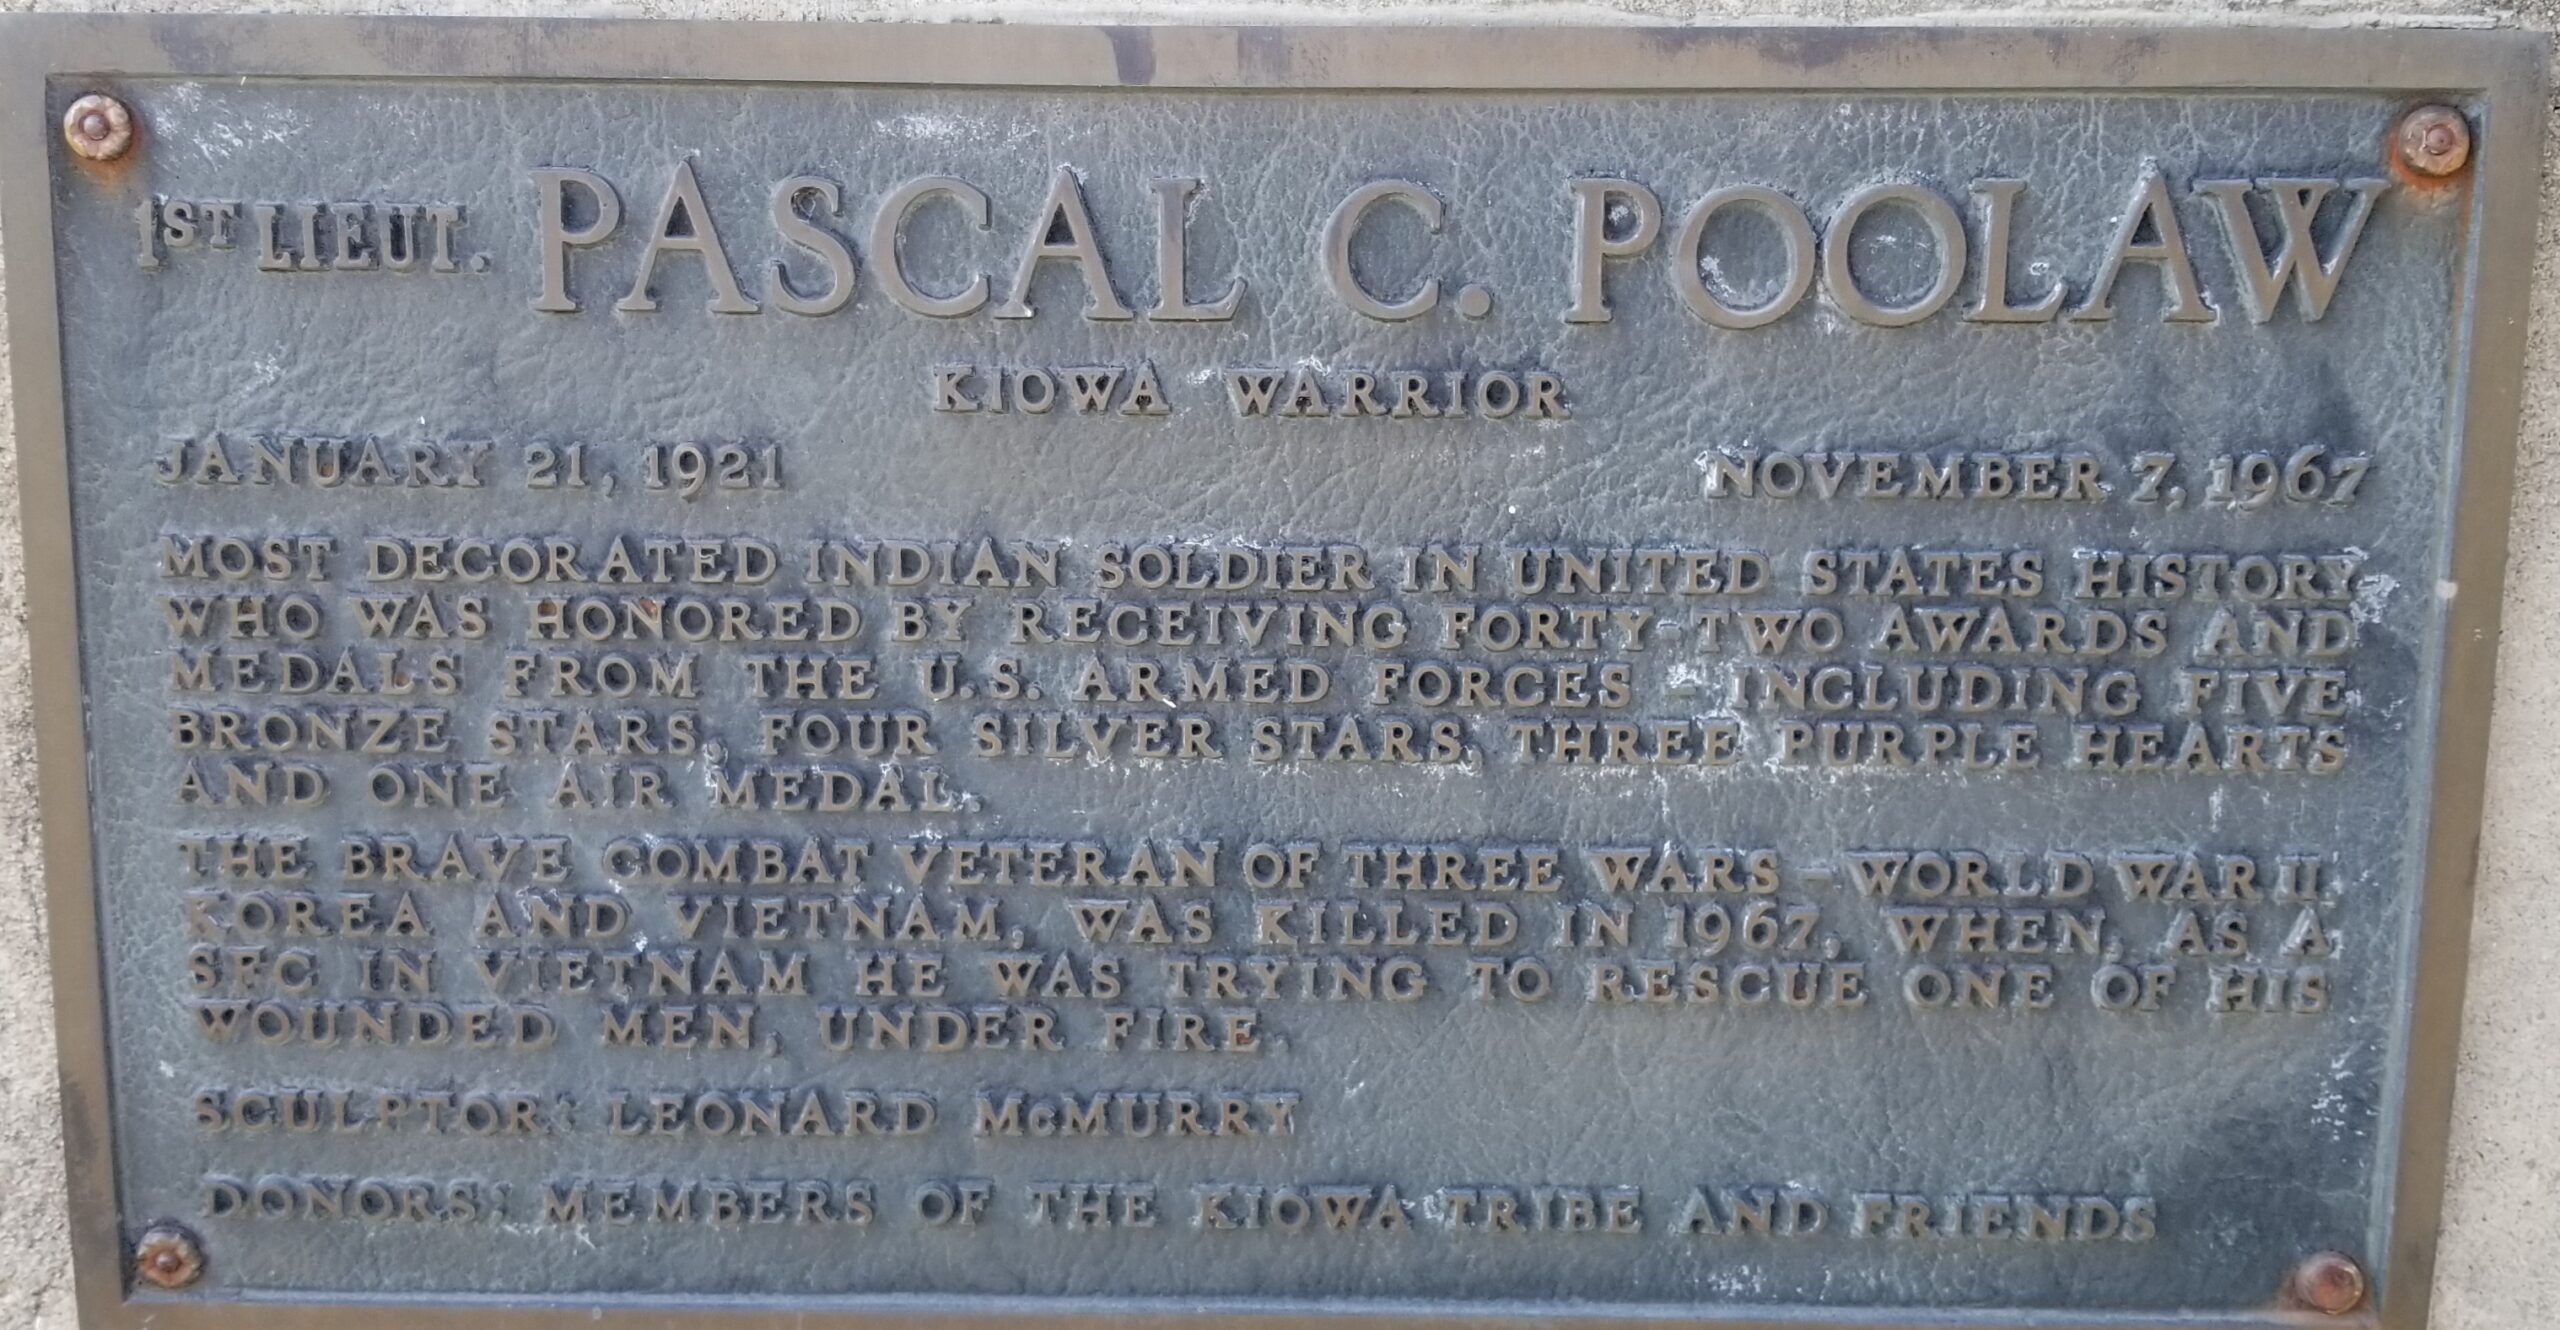 1ST LIEUT. PASCAL C. POOLAW
KIOWA WARRIOR
JANUARY 21, 1921 NOVEMBER 7, 1967
MOST DECORATED INDIAN SOLDIER IN UNITED STATES HISTORY
WHO WAS HONORED BY RECEIVING FORTY-TWO AWARDS AND
MEDALS FROM THE U.S. ARMED FORCES - INCLUDING FIVE
BRONZE STARS, FOUR SILVER STARS, THREE PURPLE HEARTS
AND ONE AIR MEDAL.
THE BRAVE COMBAT VETERAN OF THREE WARS - WORLD WAR II,
KOREA AND VIETNAM, WAS KILLED IN 1967, WHEN, AS A
SFC IN VIETNAM HE WAS TRYING TO RESCUE ONE OF HIS
WOUNDED MEN, UNDER FIRE.
SCULPTOR: LEONARD McMURRY
DONORS: MEMBERS OF THE KIOWA TRIBE AND FRIENDS